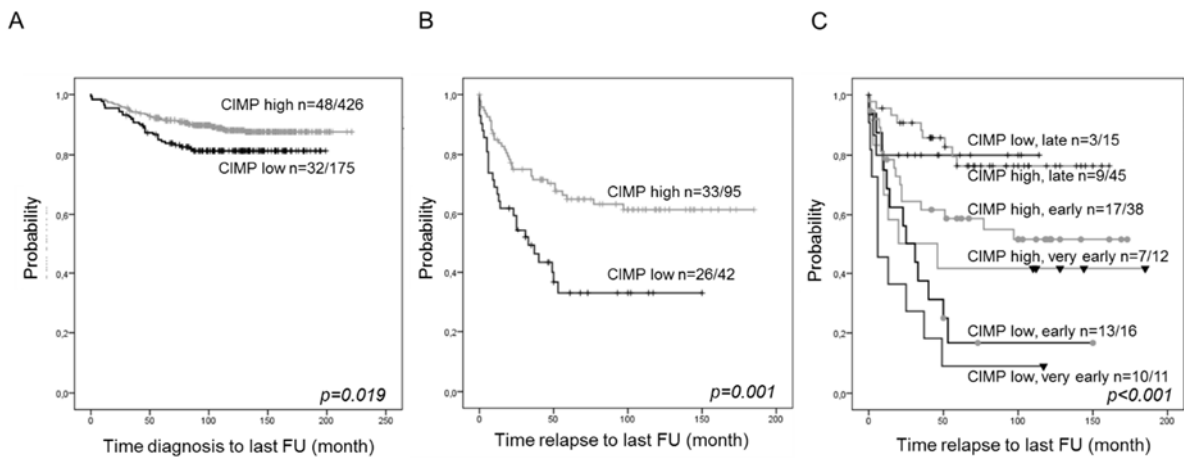 A
B
C
Probability
1,0
0,8
0,6
0,4
0,2
0,0
CIMP high n=48/426
CIMP low n=32/175
p=0.019
0
50
100
150
200
250
Time diagnosis to last FU (month)
Probability
1,0
0,8
0,6
0,4
0,2
0,0
CIMP high n=33/95
CIMP low n=26/42
p=0.001
0
50
100
150
200
Time relapse to last FU (month)
Probability
1,0
0,8
0,6
0,4
0,2
0,0
CIMP low, late n=3/15
CIMP high, late n=9/45
CIMP high, early n=17/38
CIMP high, very early n=7/12
CIMP low, early n=13/16
CIMP low, very early n=10/11
p<0.001
0
50
100
150
200
Time relapse to last FU (month)